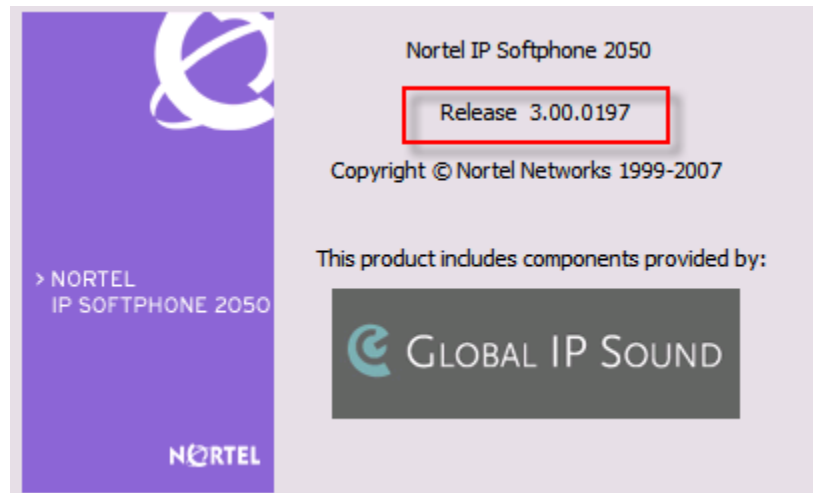 Nortel IP Softphone 2050
Release 3.00.0197
Copyright © Nortel Networks 1999-2007
This product includes components provided by:
GLOBAL IP SOUND
> NORTEL
IP SOFTPHONE 2050
NORTEL